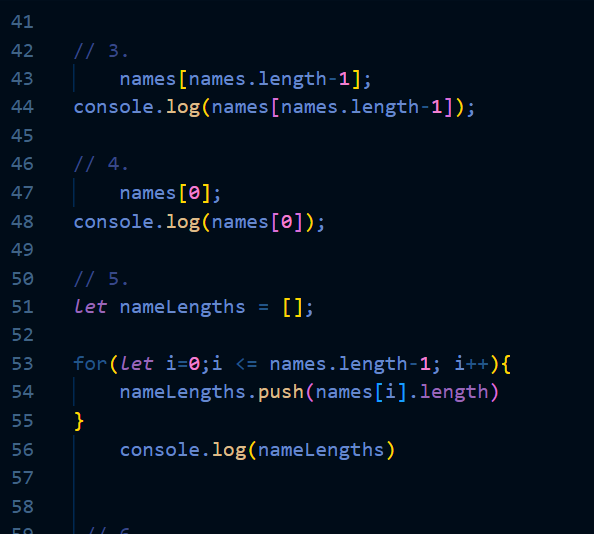 41
42 // 3.
43 names[names.length-1];
44 console.log(names[names.length-1]);
45
46 // 4.
47 names[0];
48 console.log(names[0]);
49
50 // 5.
51 let nameLengths = [];
52
53 for(let i=0;i <= names.length-1; i++){
54 nameLengths.push(names[i].length)
55 }
56 console.log(nameLengths)
57
58
59 // 6